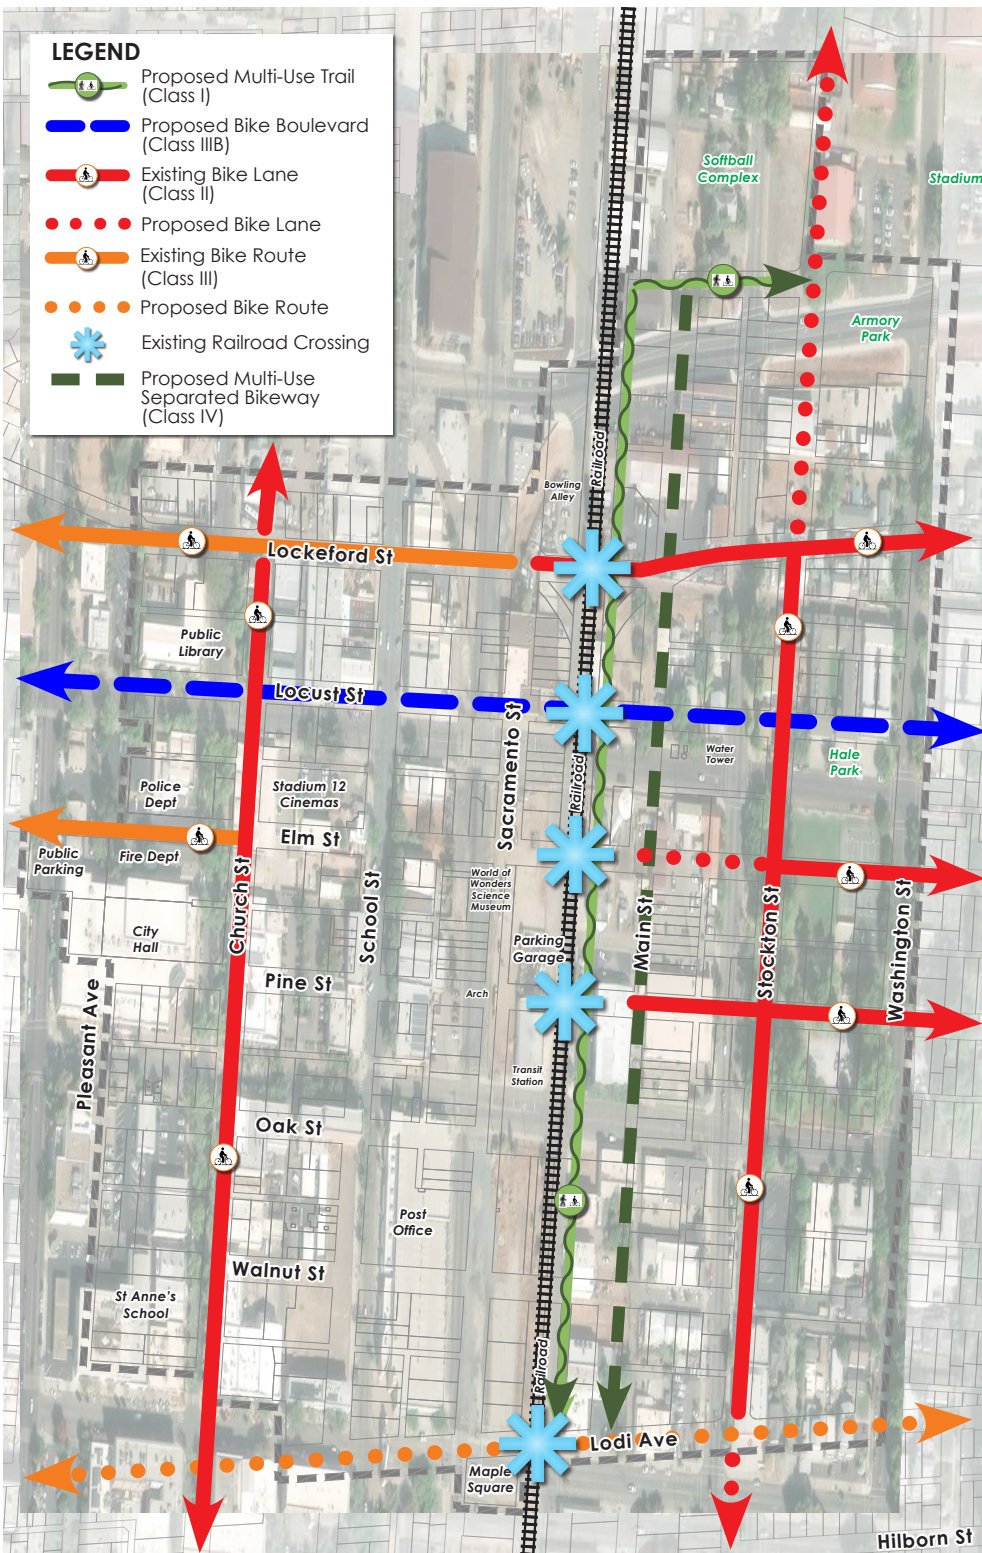 LEGEND
Proposed Multi-Use Trail
(Class I)
Proposed Bike Boulevard
(Class IIIB)
Existing Bike Lane
(Class II)
Proposed Bike Lane
Existing Bike Route
(Class III)
Proposed Bike Route
Existing Railroad Crossing
Proposed Multi-Use
Separated Bikeway
(Class IV)
Softball
Complex
Stadium
Armory
Park
Railroad
Bowling
Alley
Lockeford St
Public
Library
Locust St
Sacramento St
Water
Tower
Hale
Park
Railroad
Police
Dept
Stadium 12
Cinemas
Elm St
Public
Parking
Fire Dept
Church St
School St
World of
Wonders
Science
Museum
Main St
Stockton St
Washington St
City
Hall
Parking
Garage
Pine St
Arch
Pleasant Ave
Transit
Station
Oak St
Post
Office
Walnut St
St Anne's
School
Railroad
Lodi Ave
Maple
Square
Hilborn St